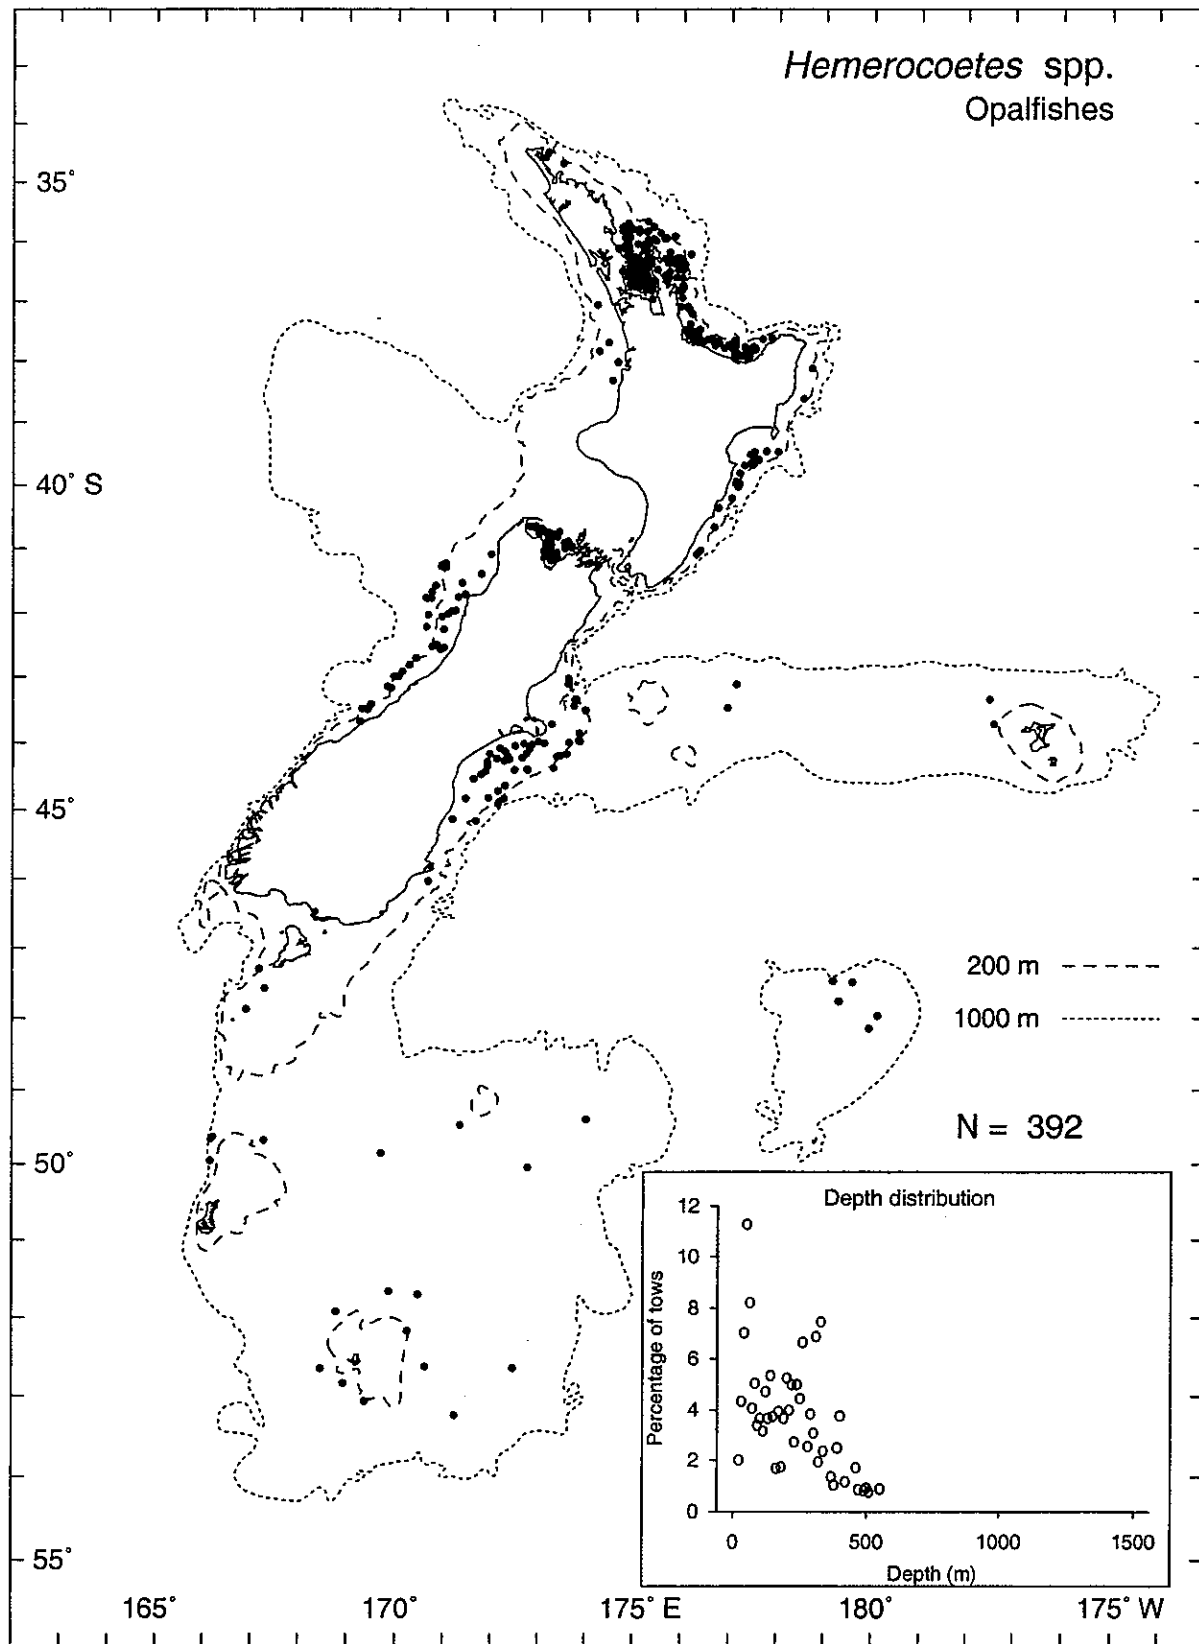 Hemerocoetes spp.
Opalfishes
35°
40° S
45°
200 m
1000 m
N = 392
50°
Depth distribution
12
10
8
6
4
2
0
Percentage of tows
0 500 1000 1500
Depth (m)
55°
165° 170° 175° E 180° 175° W